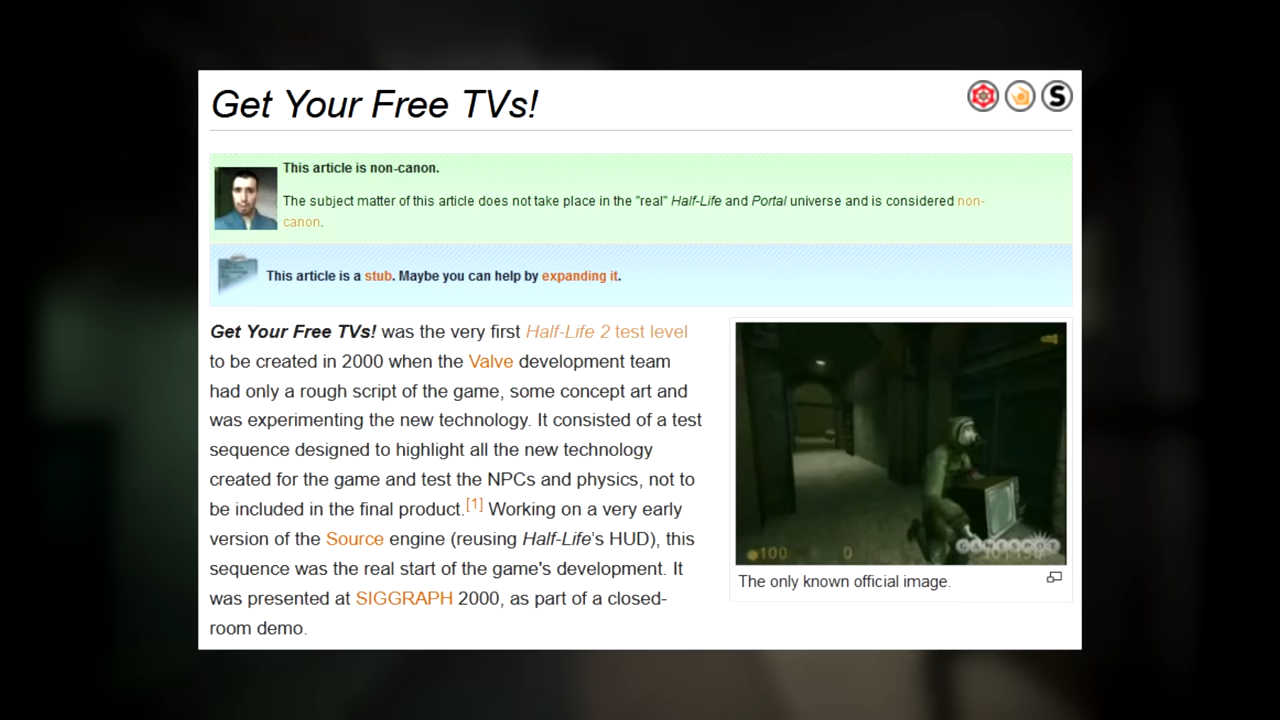 Get Your Free TVs!
S
This article is non-canon.
The subject matter of this article does not take place in the "real" Half-Life and Portal universe and is considered non-
canon.
This article is a stub. Maybe you can help by expanding it.
Get Your Free TVs! was the very first Half-Life 2 test level
to be created in 2000 when the Valve development team
had only a rough script of the game, some concept art and
was experimenting the new technology. It consisted of a test
sequence designed to highlight all the new technology
created for the game and test the NPCs and physics, not to
be included in the final product.[1] Working on a very early
version of the Source engine (reusing Half-Life's HUD), this
sequence was the real start of the game's development. It
was presented at SIGGRAPH 2000, as part of a closed-
room demo.
100 0
GAMESPOT
The only known official image.